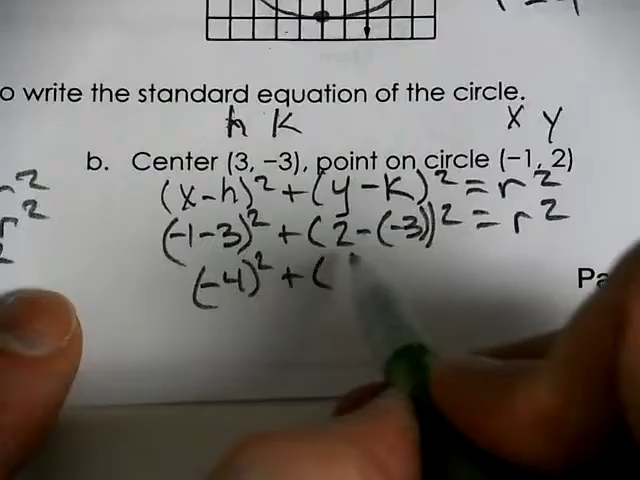 o write the standard equation of the circle.
h K X Y
b. Center (3, −3), point on circle (−1, 2)
(x-h)² + (y-K)² = r²
r²
(-1-3)² + (2-(-3))² = r²
(-4)² + (